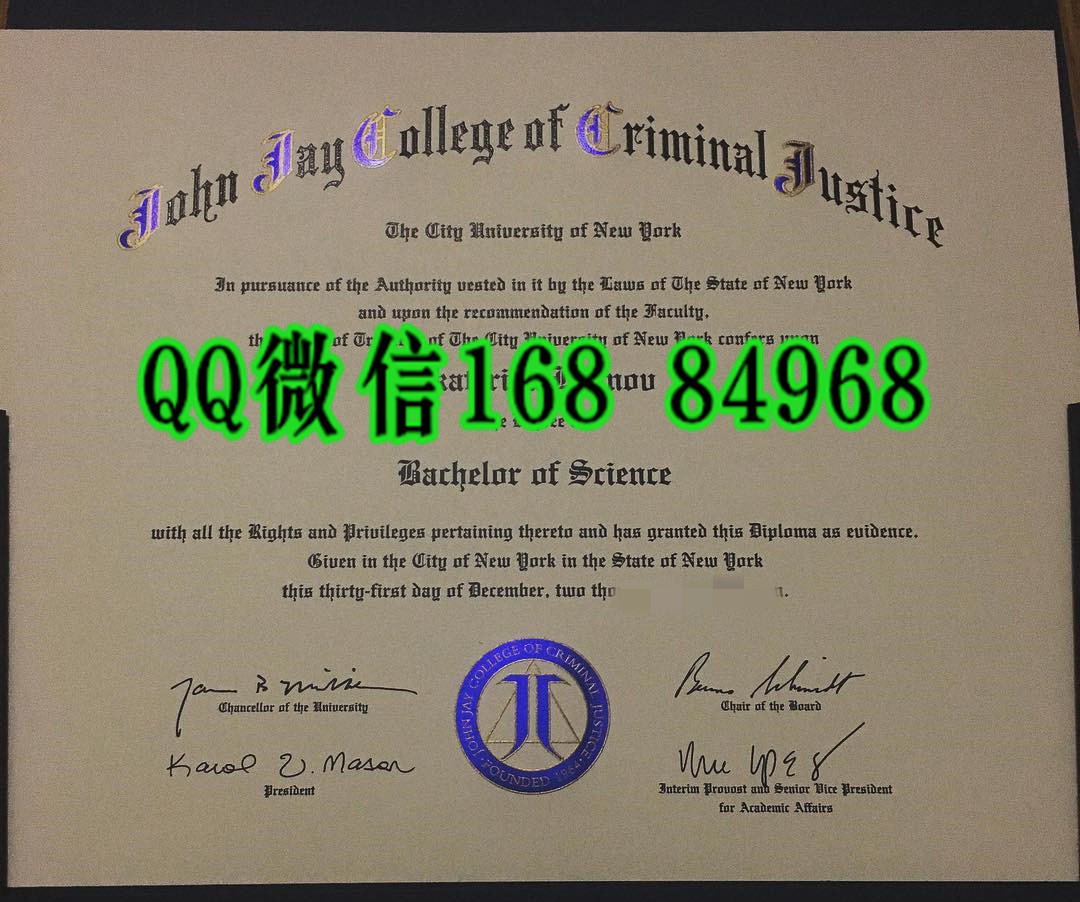 John Jay College of Criminal Justice
The City University of New York
In pursuance of the Authority vested in it by the Laws of The State of New York
and upon the recommendation of the Faculty,
of The City University of New York confers upon
QQ微信168 84968
Bachelor of Science
with all the Rights and Privileges pertaining thereto and has granted this Diploma as evidence.
Given in the City of New York in the State of New York
this thirty-first day of December, two
JOHN JAY COLLEGE OF CRIMINAL JUSTICE
FOUNDED 1964
Chancellor of the University
Chair of the Board
Karol V. Mason
President
Interim Provost and Senior Vice President
for Academic Affairs